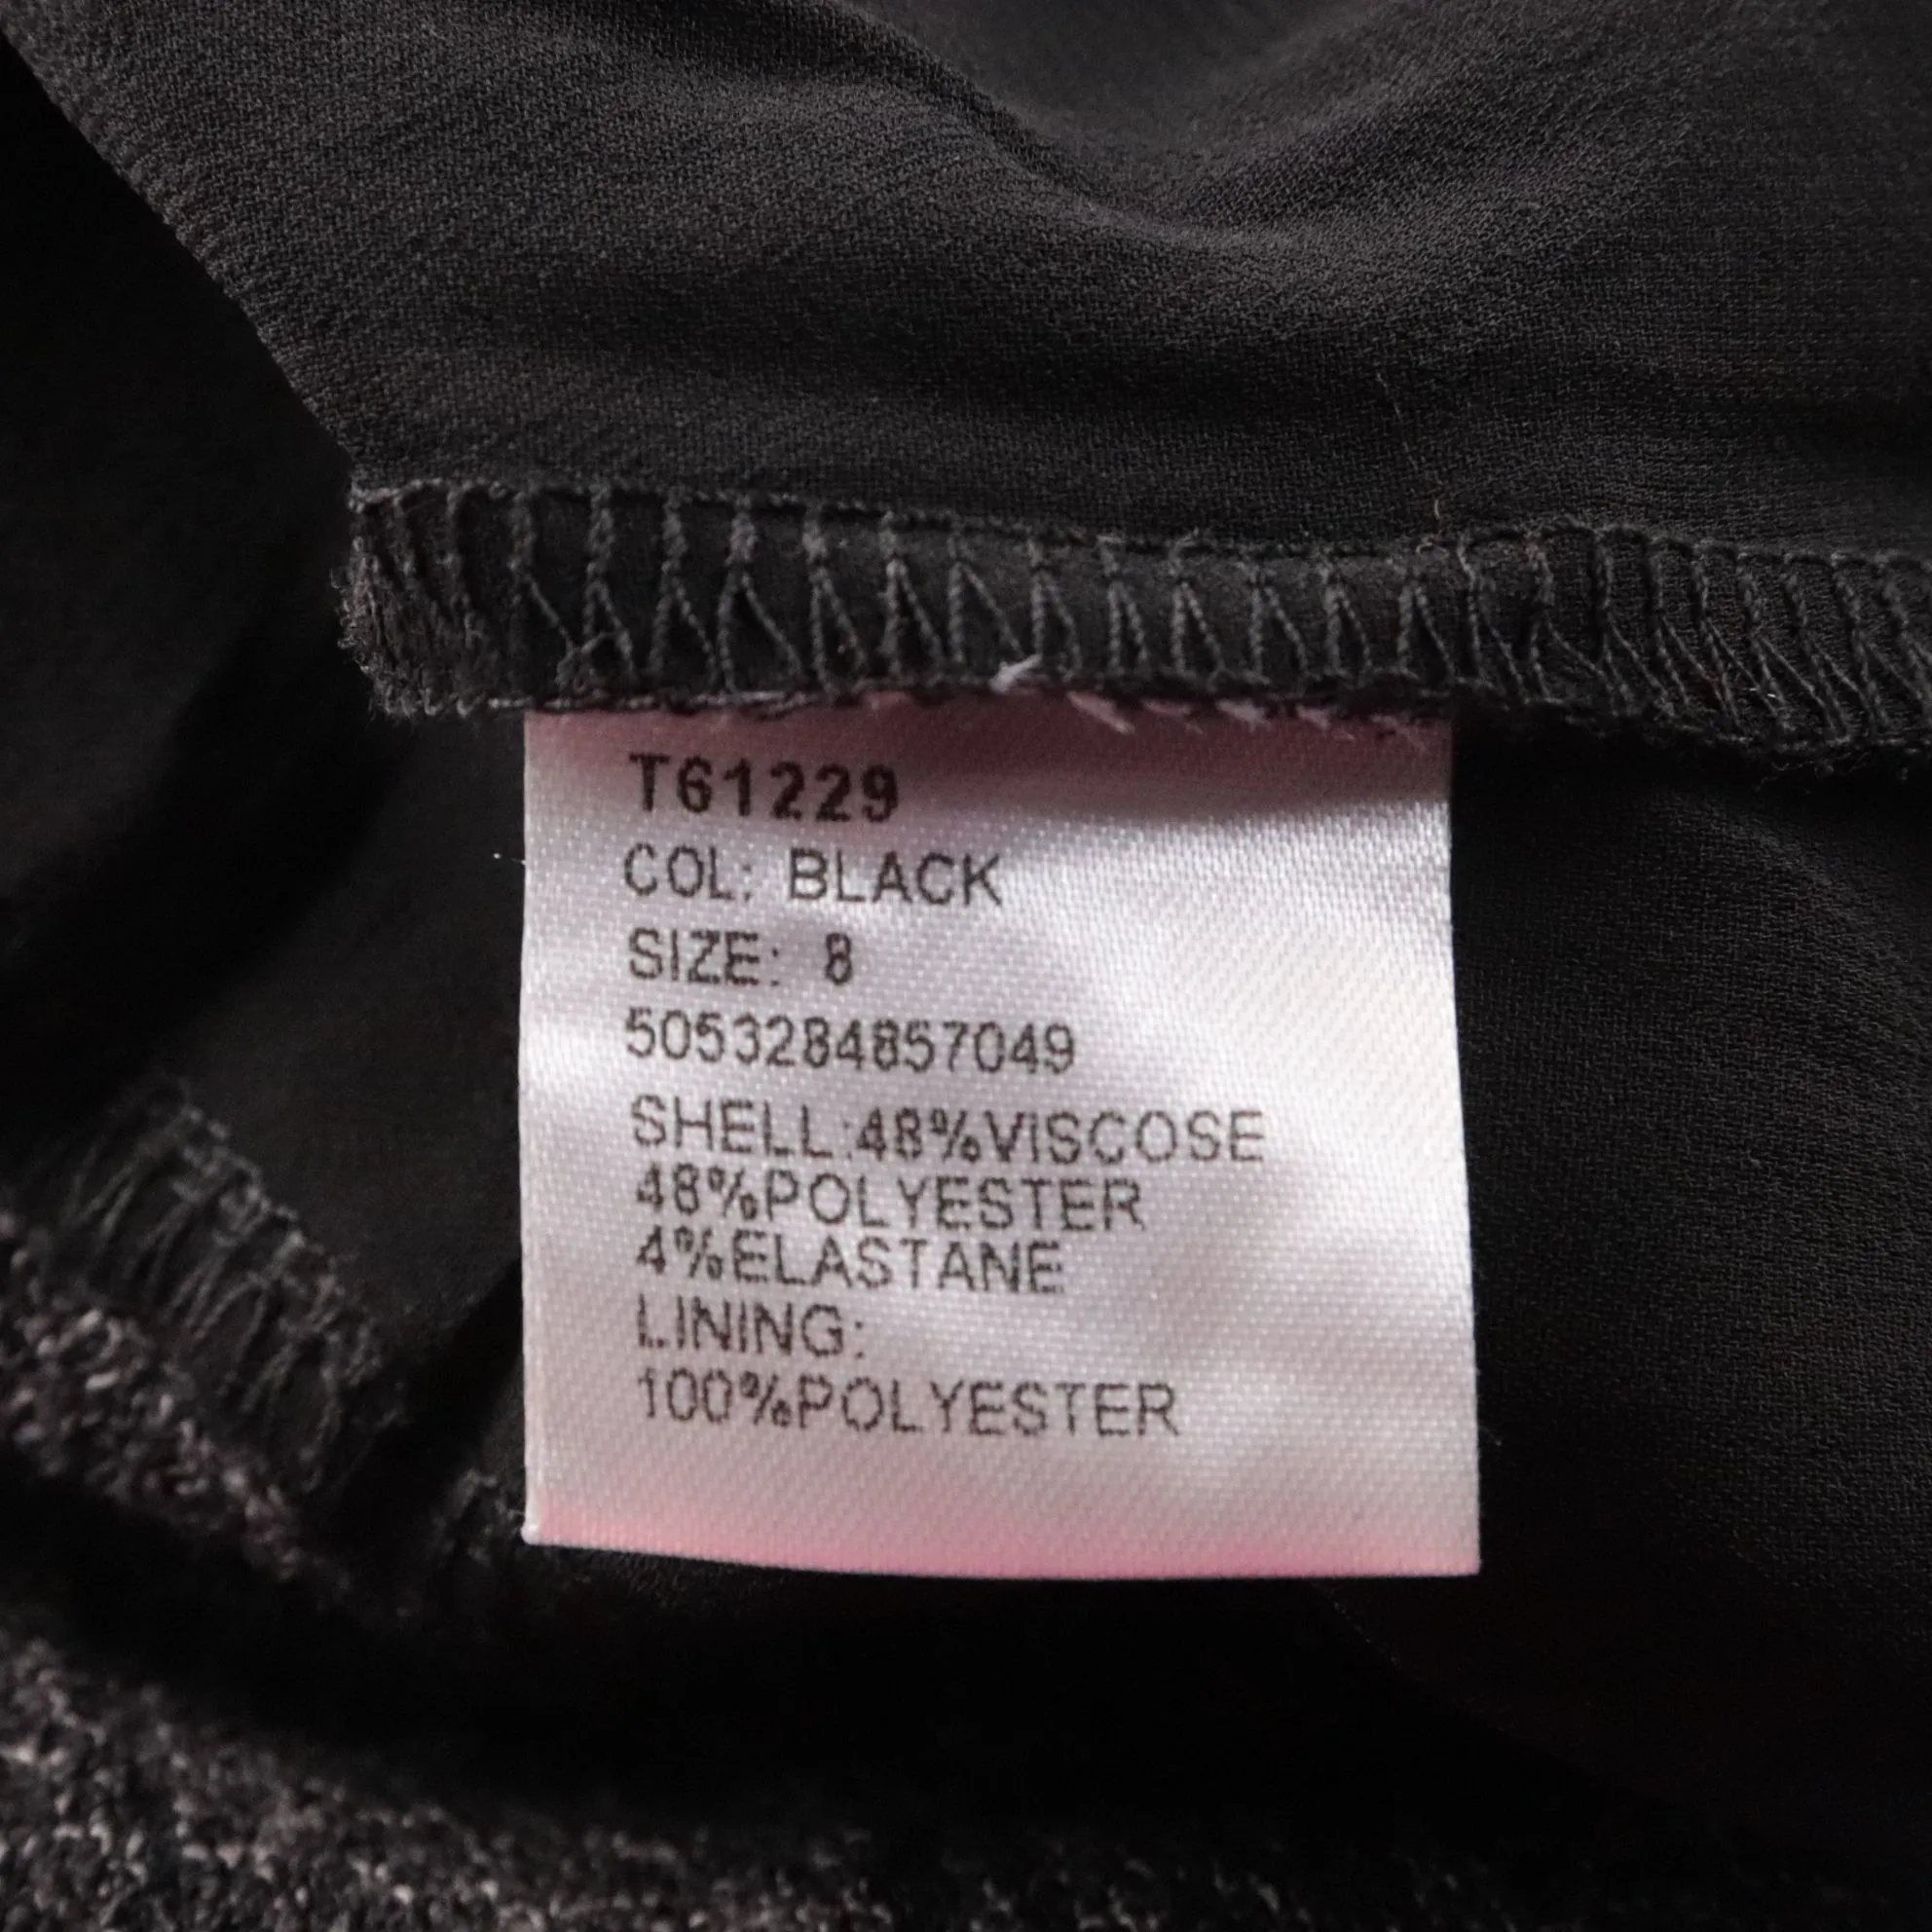 T61229
COL: BLACK
SIZE: 8
5053284857049
SHELL:48%VISCOSE
48%POLYESTER
4%ELASTANE
LINING:
100%POLYESTER